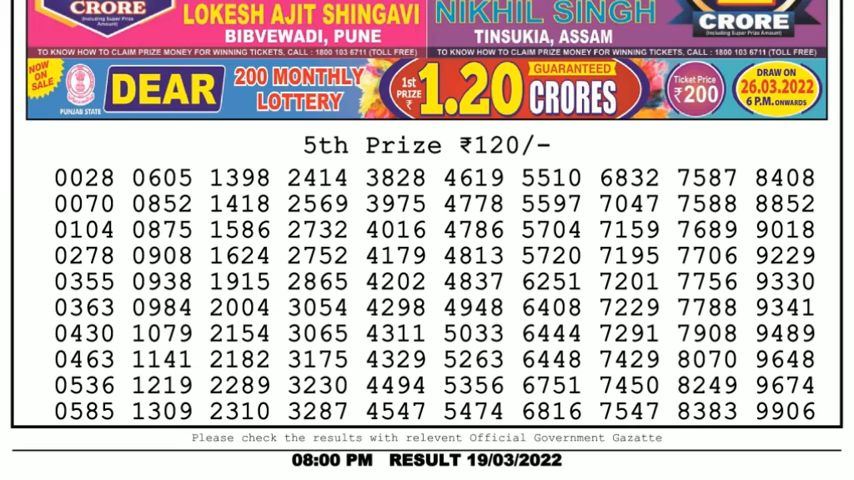 CRORE
(Including Super Prize Amount)
LOKESH AJIT SHINGAVI
BIBVEWADI, PUNE
NIKHIL SINGH
TINSUKIA, ASSAM
CRORE
(Including Super Prize Amount)
TO KNOW HOW TO CLAIM PRIZE MONEY FOR WINNING TICKETS, CALL : 1800 103 6711 (TOLL FREE)
TO KNOW HOW TO CLAIM PRIZE MONEY FOR WINNING TICKETS, CALL : 1800 103 6711 (TOLL FREE)
NOW ON SALE
PUNJAB STATE
DEAR
200 MONTHLY
LOTTERY
1st PRIZE ₹
1.20
GUARANTEED
CRORES
Ticket Price
₹200
DRAW ON
26.03.2022
6 P.M. ONWARDS
5th Prize ₹120/-
0028 0605 1398 2414 3828 4619 5510 6832 7587 8408
0070 0852 1418 2569 3975 4778 5597 7047 7588 8852
0104 0875 1586 2732 4016 4786 5704 7159 7689 9018
0278 0908 1624 2752 4179 4813 5720 7195 7706 9229
0355 0938 1915 2865 4202 4837 6251 7201 7756 9330
0363 0984 2004 3054 4298 4948 6408 7229 7788 9341
0430 1079 2154 3065 4311 5033 6444 7291 7908 9489
0463 1141 2182 3175 4329 5263 6448 7429 8070 9648
0536 1219 2289 3230 4494 5356 6751 7450 8249 9674
0585 1309 2310 3287 4547 5474 6816 7547 8383 9906
Please check the results with relevent Official Government Gazatte
08:00 PM RESULT 19/03/2022